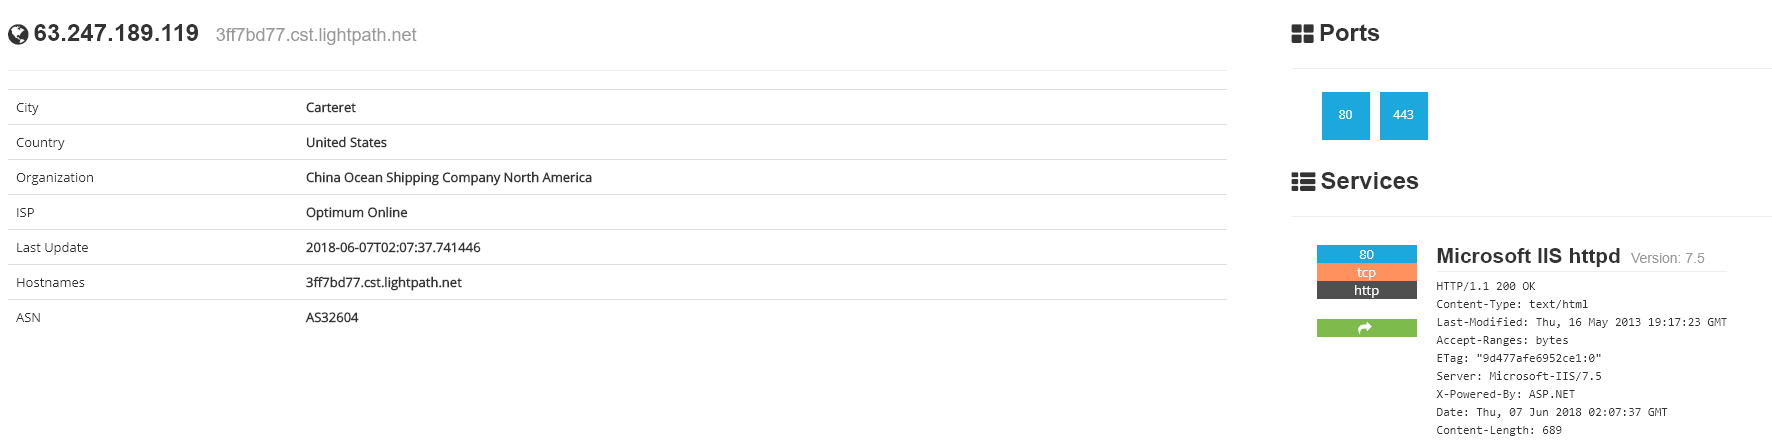 63.247.189.119 3ff7bd77.cst.lightpath.net
City Carteret
Country United States
Organization China Ocean Shipping Company North America
ISP Optimum Online
Last Update 2018-06-07T02:07:37.741446
Hostnames 3ff7bd77.cst.lightpath.net
ASN AS32604
Ports
80 443
Services
80
tcp
http
Microsoft IIS httpd Version: 7.5
HTTP/1.1 200 OK
Content-Type: text/html
Last-Modified: Thu, 16 May 2013 19:17:23 GMT
Accept-Ranges: bytes
ETag: "9d477afe6952ce1:0"
Server: Microsoft-IIS/7.5
X-Powered-By: ASP.NET
Date: Thu, 07 Jun 2018 02:07:37 GMT
Content-Length: 689